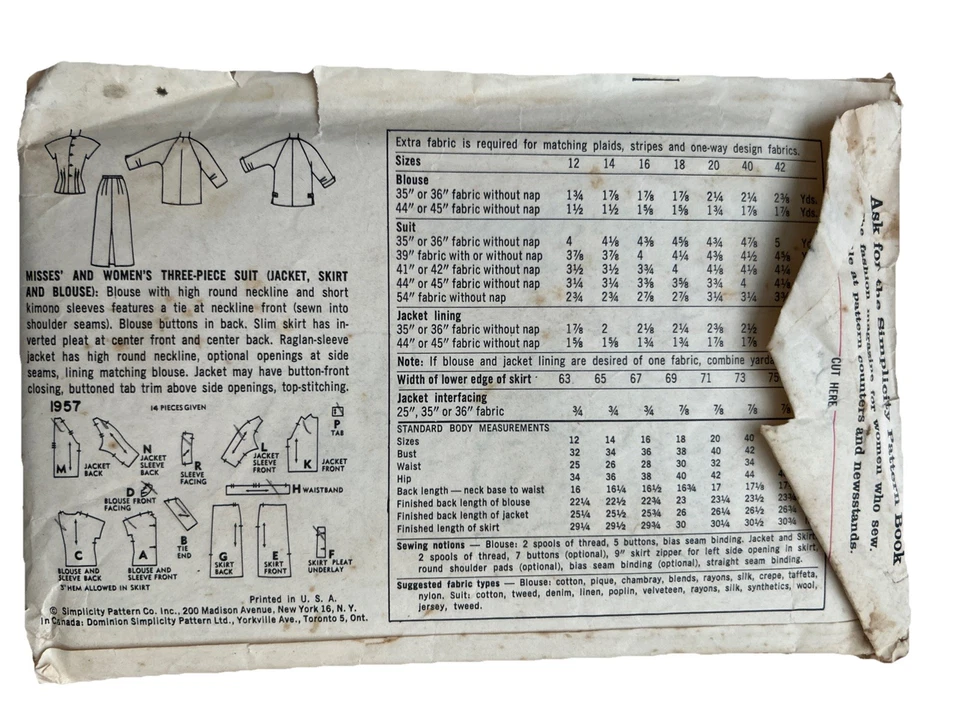 MISSES' AND WOMEN'S THREE-PIECE SUIT (JACKET, SKIRT
AND BLOUSE): Blouse with high round neckline and short
kimono sleeves features a tie at neckline front (sewn into
shoulder seams). Blouse buttons in back. Slim skirt has in-
verted pleat at center front and center back. Raglan-sleeve
jacket has high round neckline, optional openings at side
seams, lining matching blouse. Jacket may have button-front
closing, buttoned tab trim above side openings, top-stitching.
1957
14 PIECES GIVEN
M JACKET BACK
N JACKET SLEEVE BACK
R SLEEVE FACING
L JACKET SLEEVE FRONT
K JACKET FRONT
P TAB
D BLOUSE FRONT FACING
H WAISTBAND
C BLOUSE AND SLEEVE BACK
A BLOUSE AND SLEEVE FRONT
B TIE END
G SKIRT BACK
E SKIRT FRONT
F SKIRT PLEAT UNDERLAY
3" HEM ALLOWED IN SKIRT
Printed in U. S. A.
© Simplicity Pattern Co. Inc., 200 Madison Avenue, New York 16, N. Y.
In Canada: Dominion Simplicity Pattern Ltd., Yorkville Ave., Toronto 5, Ont.
Extra fabric is required for matching plaids, stripes and one-way design fabrics.
Sizes 12 14 16 18 20 40 42
Blouse
35" or 36" fabric without nap 1¾ 1⅞ 1⅞ 1⅞ 2¼ 2¼ 2⅜ Yds.
44" or 45" fabric without nap 1½ 1½ 1⅝ 1⅝ 1¾ 1⅞ 1⅞ Yds.
Suit
35" or 36" fabric without nap 4 4⅛ 4⅜ 4⅝ 4¾ 4⅞ 5
39" fabric with or without nap 3⅞ 3⅞ 4 4¼ 4⅜ 4½ 4⅝
41" or 42" fabric without nap 3½ 3½ 3¾ 4 4⅛ 4⅛ 4¼
44" or 45" fabric without nap 3¼ 3¼ 3⅜ 3⅝ 3¾ 4 4⅛
54" fabric without nap 2¾ 2¾ 2⅞ 2⅞ 3¼ 3¼
Jacket lining
35" or 36" fabric without nap 1⅞ 2 2⅛ 2¼ 2⅜ 2½
44" or 45" fabric without nap 1⅝ 1⅝ 1¾ 1¾ 1⅞ 1⅞
Note: If blouse and jacket lining are desired of one fabric, combine yarda
Width of lower edge of skirt 63 65 67 69 71 73 75
Jacket interfacing
25", 35" or 36" fabric ¾ ¾ ¾ ⅞ ⅞ ⅞ ⅞
STANDARD BODY MEASUREMENTS
Sizes 12 14 16 18 20 40
Bust 32 34 36 38 40 42
Waist 25 26 28 30 32 34
Hip 34 36 38 40 42 44
Back length — neck base to waist 16 16¼ 16½ 16¾ 17 17⅛
Finished back length of blouse 22¼ 22½ 22¾ 23 23¼ 23½ 23¾
Finished back length of jacket 25¼ 25½ 25¾ 26 26¼ 26½ 26¾
Finished length of skirt 29¼ 29½ 29¾ 30 30¼ 30½ 30¾
Sewing notions — Blouse: 2 spools of thread, 5 buttons, bias seam binding. Jacket and Skirt:
2 spools of thread, 7 buttons (optional), 9" skirt zipper for left side opening in skirt,
round shoulder pads (optional), bias seam binding (optional), straight seam binding.
Suggested fabric types — Blouse: cotton, pique, chambray, blends, rayons, silk, crepe, taffeta,
nylon. Suit: cotton, tweed, denim, linen, poplin, velveteen, rayons, silk, synthetics, wool,
jersey, tweed.
CUT HERE
Ask for the Simplicity Pattern Book
fashion magazine for women who sew.
at pattern counters and newsstands.